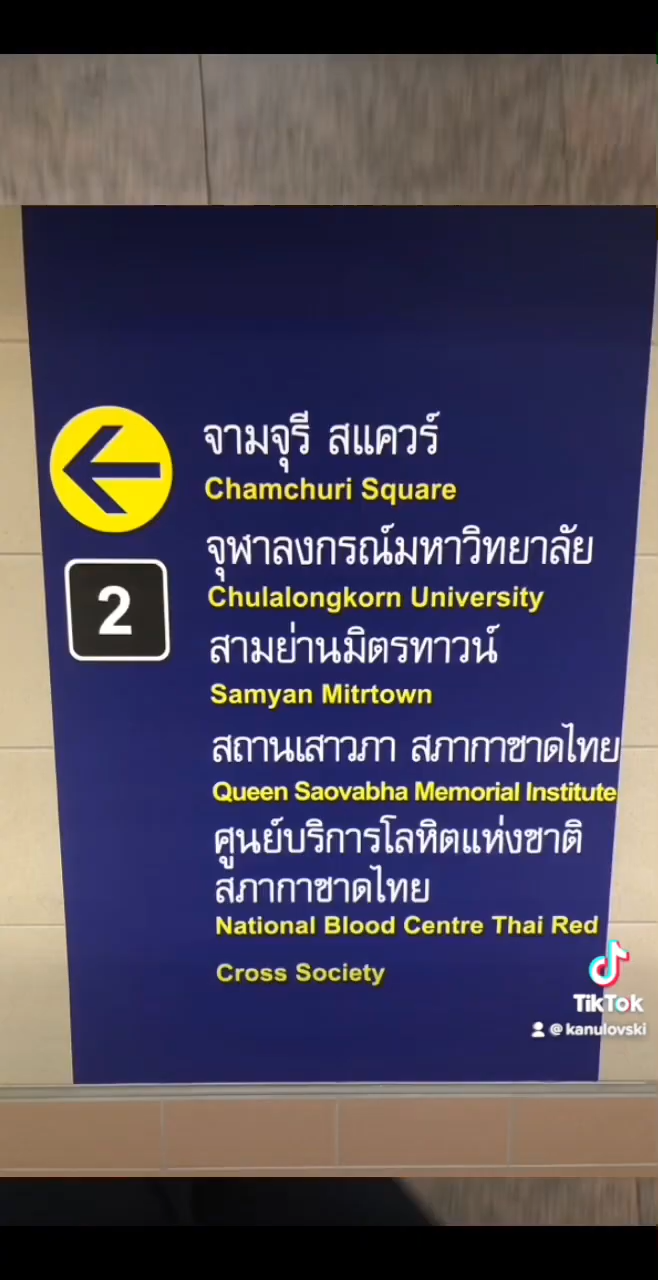 จามจุรี สแควร์
Chamchuri Square
2
จุฬาลงกรณ์มหาวิทยาลัย
Chulalongkorn University
สามย่านมิตรทาวน์
Samyan Mitrtown
สถานเสาวภา สภากาชาดไทย
Queen Saovabha Memorial Institute
ศูนย์บริการโลหิตแห่งชาติ
สภากาชาดไทย
National Blood Centre Thai Red
Cross Society
TikTok
@kanulovski